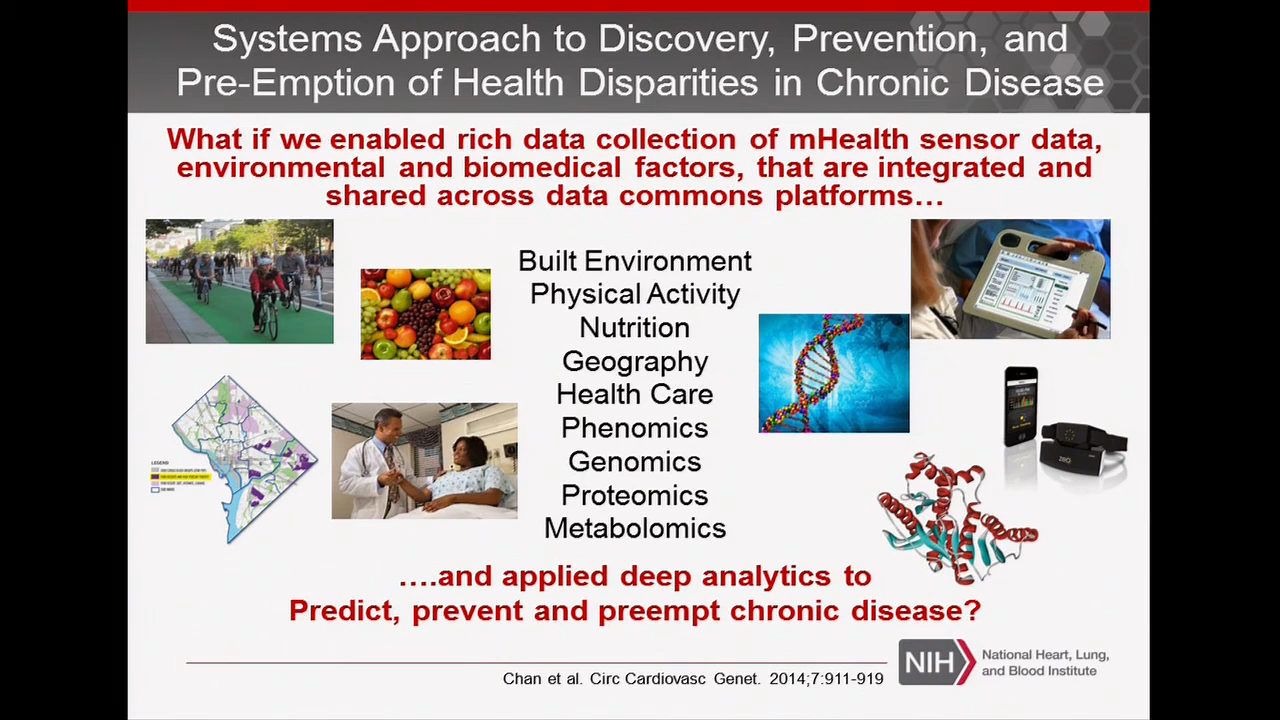 Systems Approach to Discovery, Prevention, and
Pre-Emption of Health Disparities in Chronic Disease
What if we enabled rich data collection of mHealth sensor data,
environmental and biomedical factors, that are integrated and
shared across data commons platforms…
Built Environment
Physical Activity
Nutrition
Geography
Health Care
Phenomics
Genomics
Proteomics
Metabolomics
LEGEND
….and applied deep analytics to
Predict, prevent and preempt chronic disease?
Chan et al. Circ Cardiovasc Genet. 2014;7:911-919
NIH
National Heart, Lung,
and Blood Institute